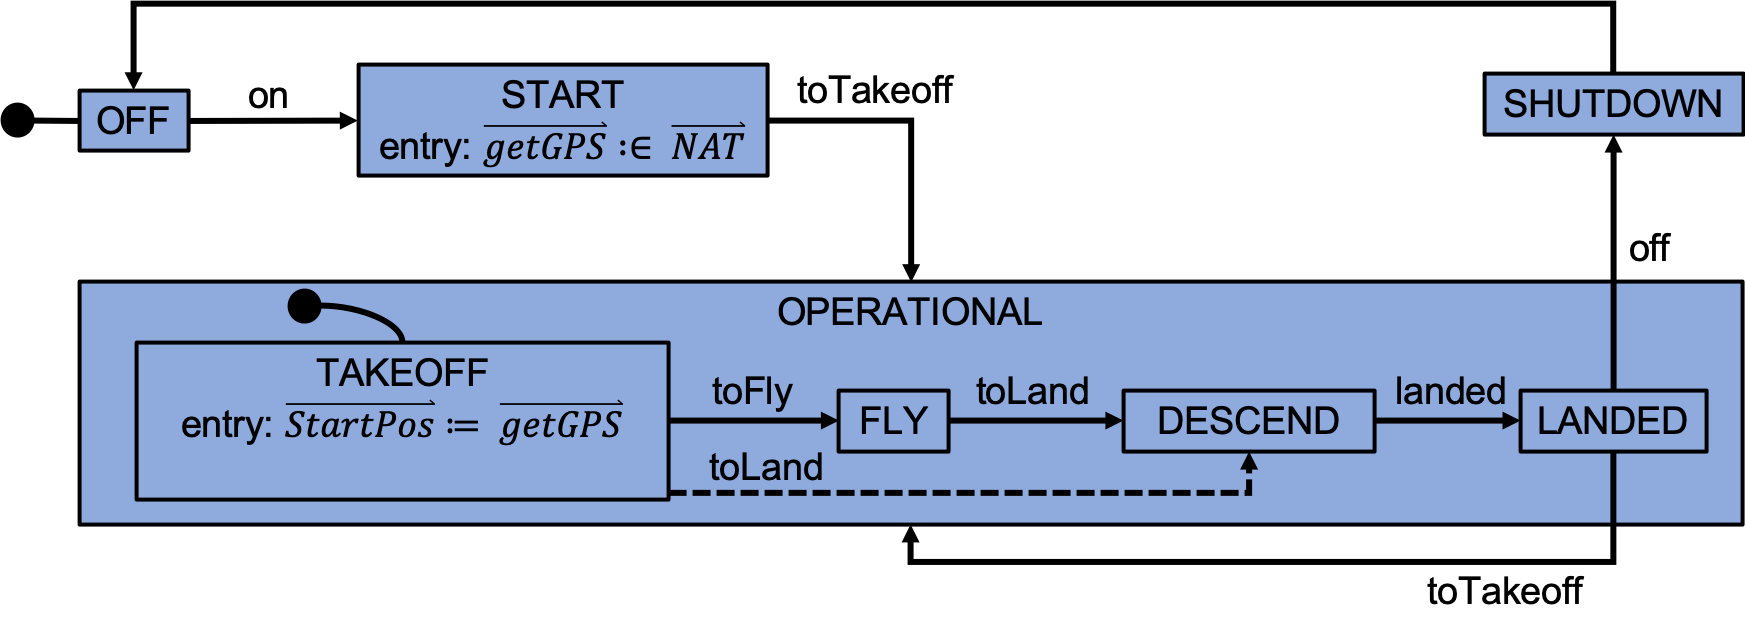 OFF
on
START
entry: getGPS :∈ NAT
toTakeoff
SHUTDOWN
off
OPERATIONAL
TAKEOFF
entry: StartPos := getGPS
toFly
FLY
toLand
DESCEND
landed
LANDED
toLand
toTakeoff